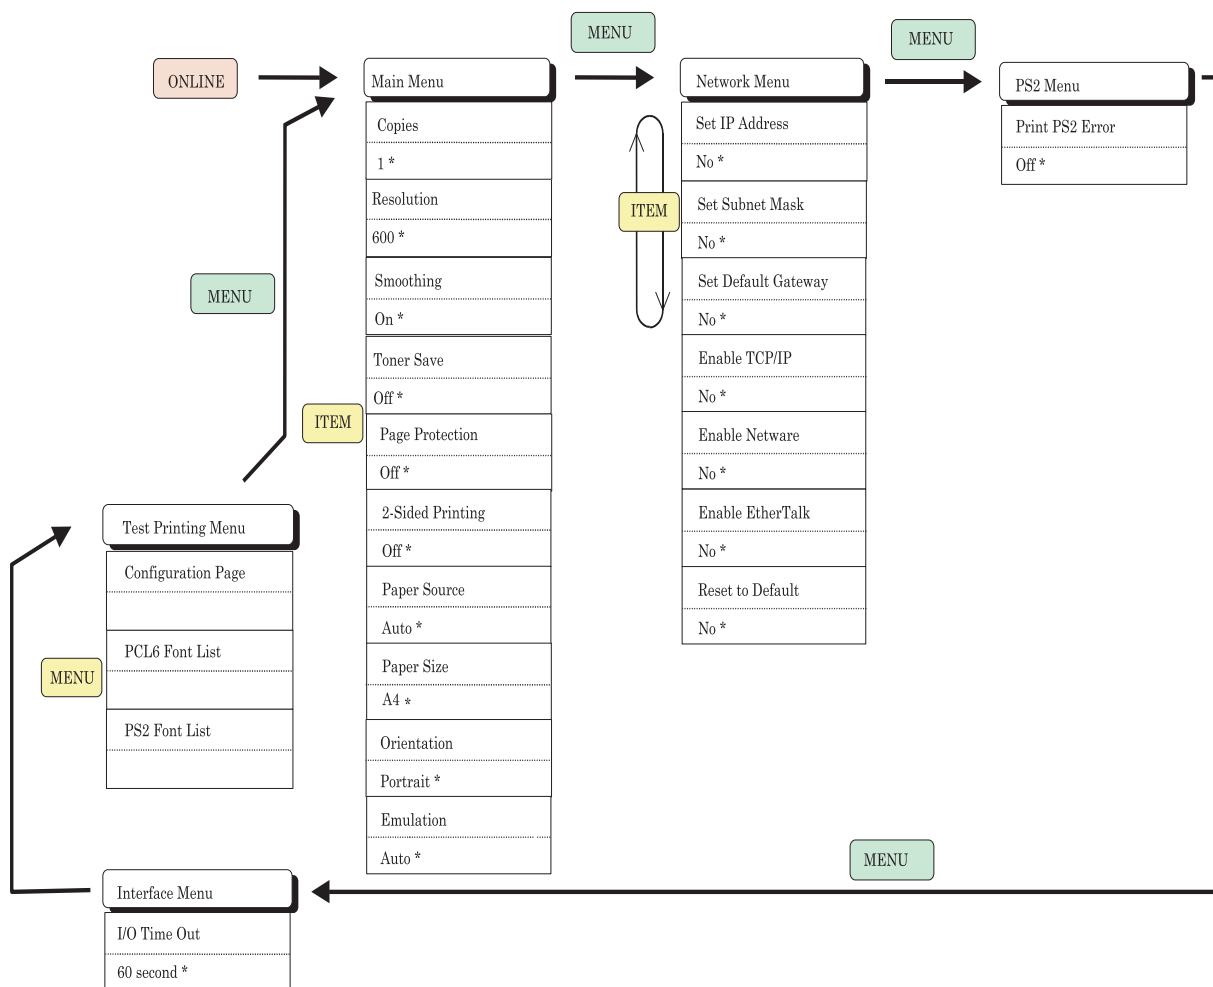 MENU
MENU
ONLINE
Main Menu
Copies
1 *
Resolution
600 *
Smoothing
On *
Toner Save
Off *
Page Protection
Off *
2-Sided Printing
Off *
Paper Source
Auto *
Paper Size
A4 *
Orientation
Portrait *
Emulation
Auto *
ITEM
Network Menu
Set IP Address
No *
Set Subnet Mask
No *
Set Default Gateway
No *
Enable TCP/IP
No *
Enable Netware
No *
Enable EtherTalk
No *
Reset to Default
No *
ITEM
PS2 Menu
Print PS2 Error
Off *
MENU
Test Printing Menu
Configuration Page
PCL6 Font List
PS2 Font List
MENU
MENU
Interface Menu
I/O Time Out
60 second *